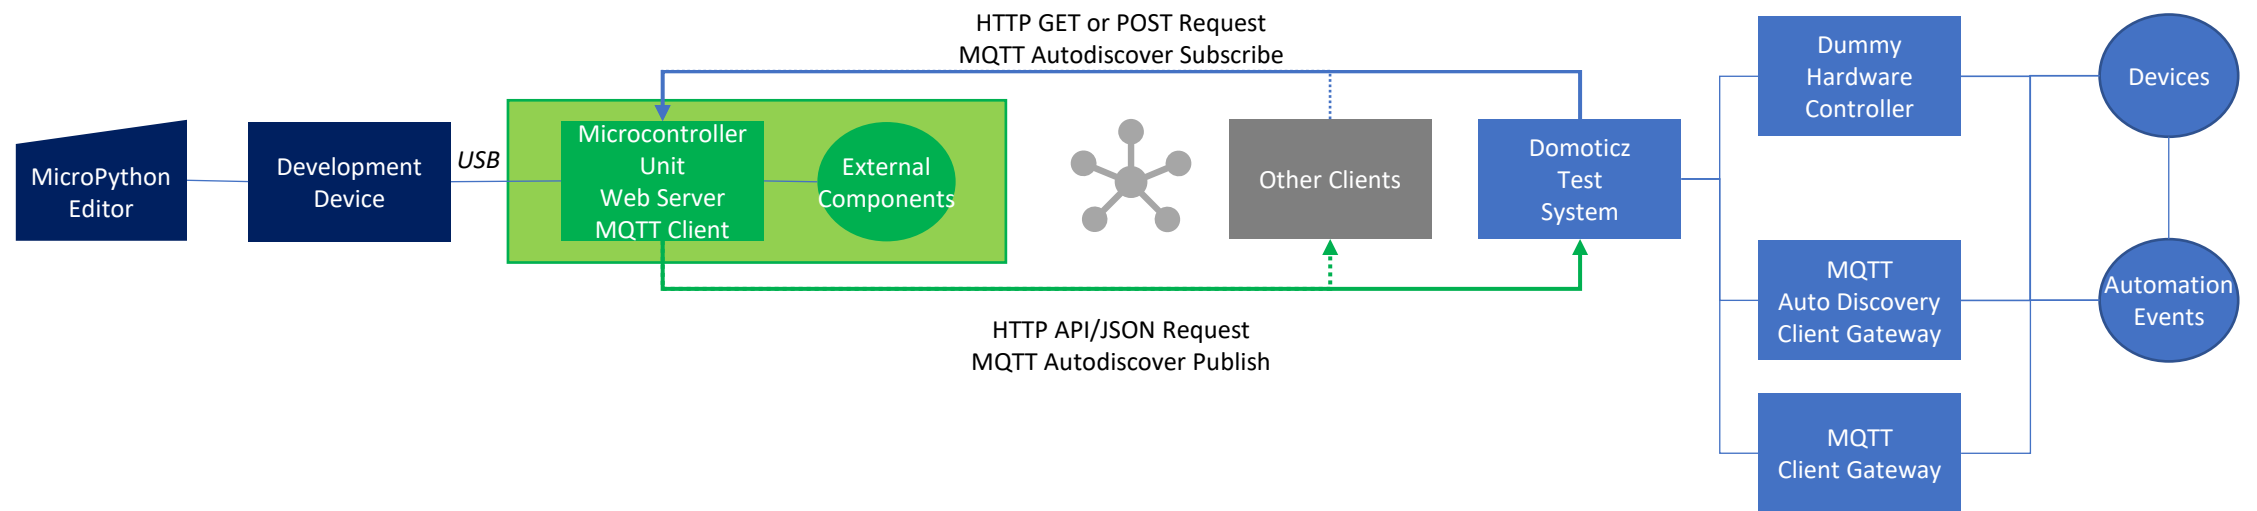 HTTP GET or POST Request
MQTT Autodiscover Subscribe
MicroPython
Editor
Development
Device
USB
Microcontroller
Unit
Web Server
MQTT Client
External
Components
Other Clients
Domoticz
Test
System
HTTP API/JSON Request
MQTT Autodiscover Publish
Dummy
Hardware
Controller
MQTT
Auto Discovery
Client Gateway
MQTT
Client Gateway
Devices
Automation
Events